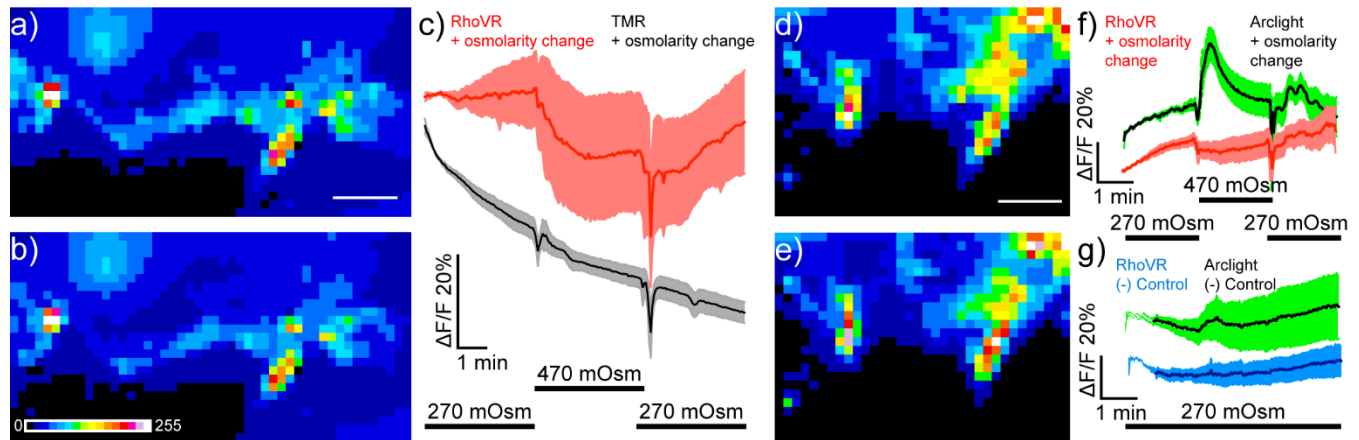 a)
b)
0 255
c)
RhoVR
+ osmolarity change
TMR
+ osmolarity change
ΔF/F 20%
1 min
470 mOsm
270 mOsm
270 mOsm
d)
e)
f)
RhoVR
+ osmolarity
change
Arclight
+ osmolarity
change
ΔF/F 20%
1 min
470 mOsm
270 mOsm
270 mOsm
g)
RhoVR
(-) Control
Arclight
(-) Control
ΔF/F 20%
1 min
270 mOsm